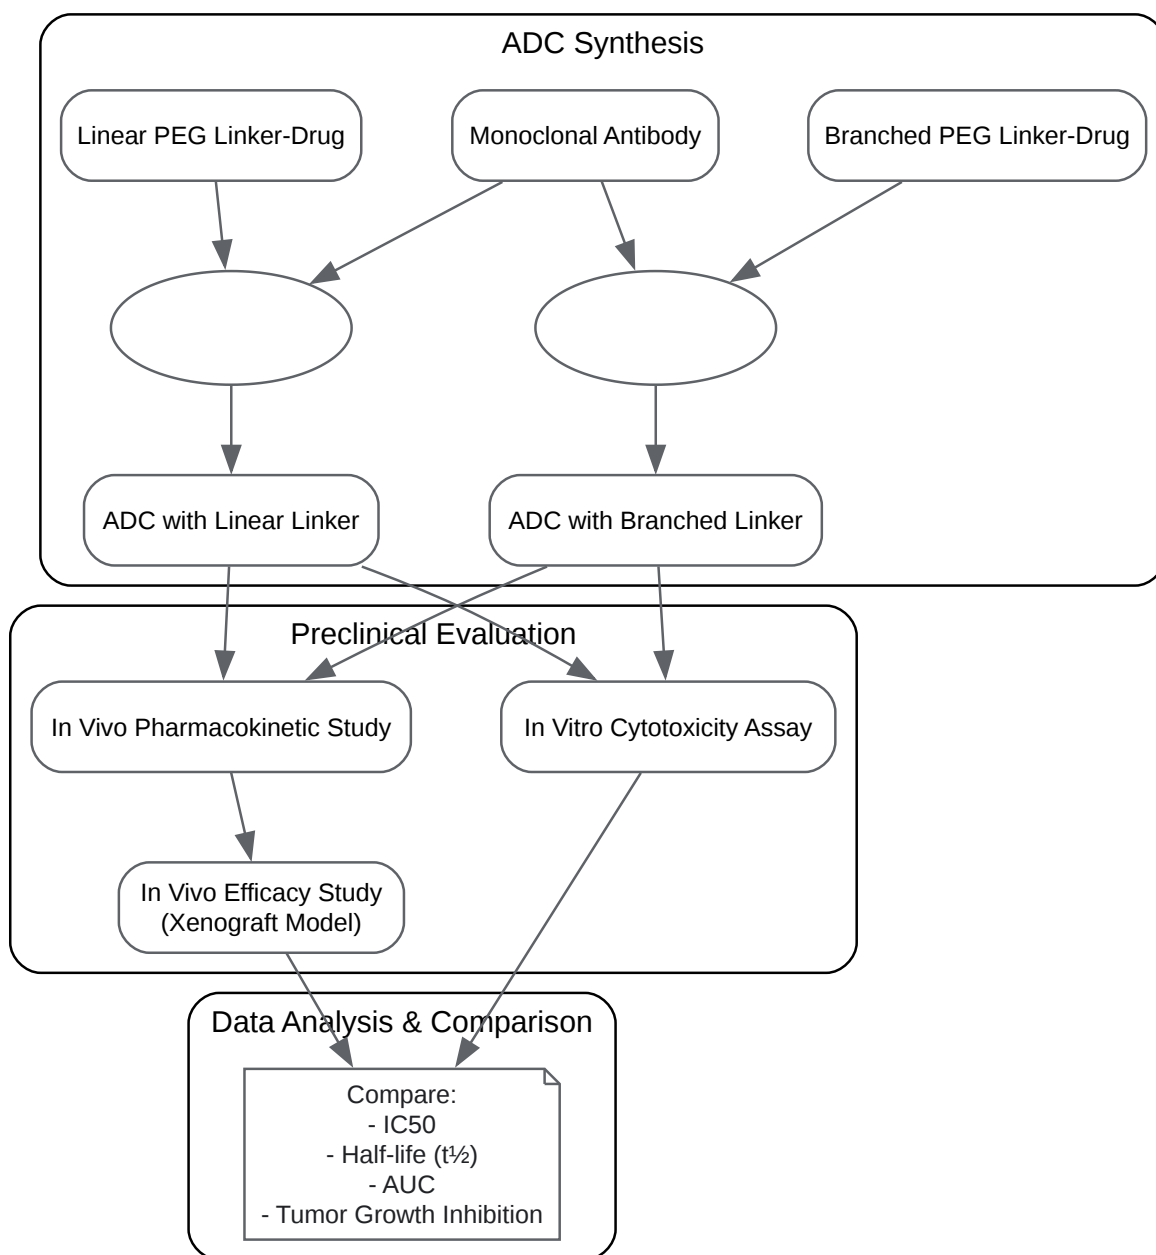 ADC Synthesis
Linear PEG Linker-Drug
Monoclonal Antibody
Branched PEG Linker-Drug
ADC with Linear Linker
ADC with Branched Linker
Preclinical Evaluation
In Vivo Pharmacokinetic Study
In Vitro Cytotoxicity Assay
In Vivo Efficacy Study
(Xenograft Model)
Data Analysis & Comparison
Compare:
- IC50
- Half-life (t½)
- AUC
- Tumor Growth Inhibition